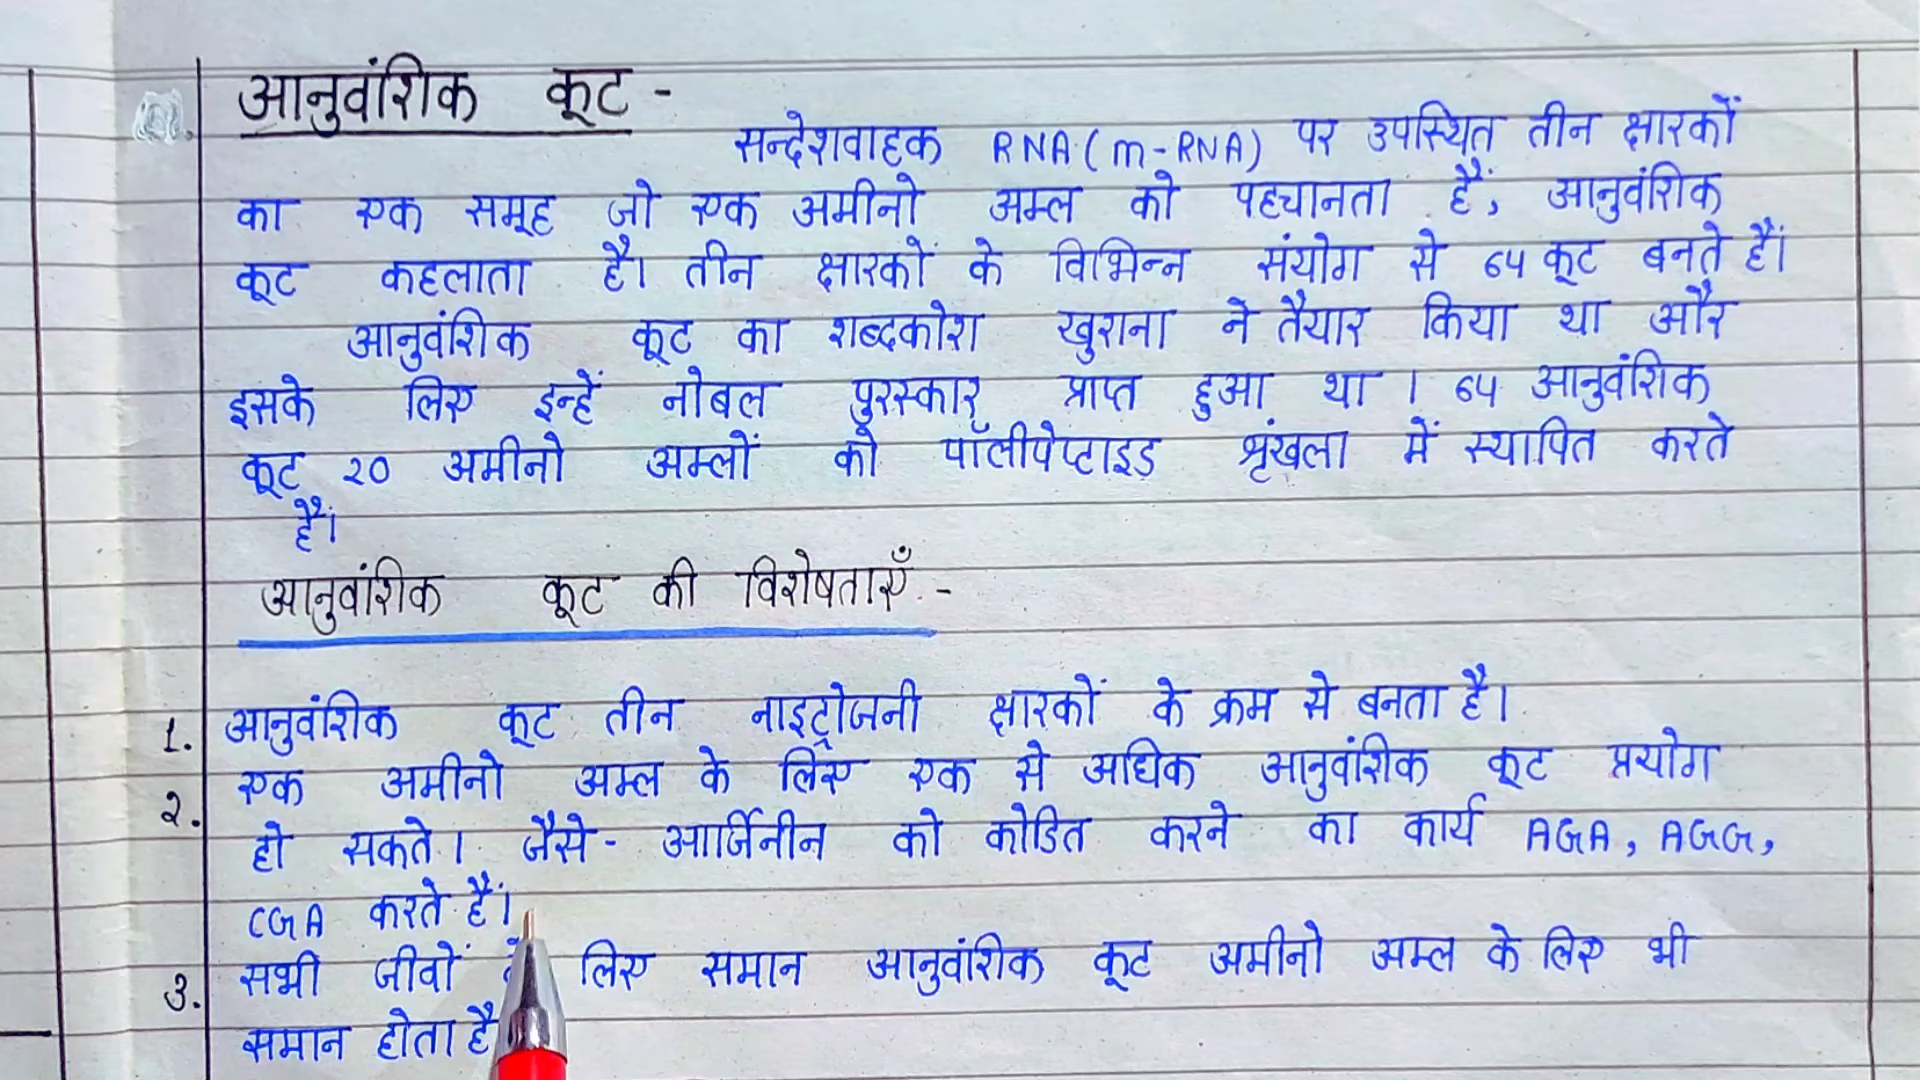 आनुवंशिक कूट -
सन्देशवाहक RNA (m-RNA) पर उपस्थित तीन क्षारकों
का एक समूह जो एक अमीनो अम्ल को पहचानता हैं, आनुवंशिक
कूट कहलाता है। तीन क्षारकों के विभिन्न संयोग से 64 कूट बनते हैं।
आनुवंशिक कूट का शब्दकोश खुराना ने तैयार किया था और
इसके लिए इन्हें नोबल पुरस्कार प्राप्त हुआ था । 64 आनुवंशिक
कूट 20 अमीनो अम्लों को पॉलीपेप्टाइड श्रृंखला में स्थापित करते
हैं।
आनुवंशिक कूट की विशेषताएँ -
1. आनुवंशिक कूट तीन नाइट्रोजनी क्षारकों के क्रम से बनता है।
2. एक अमीनो अम्ल के लिए एक से अधिक आनुवंशिक कूट प्रयोग
हो सकते । जैसे - आर्जिनीन को कोडित करने का कार्य AGA, AGG,
CGA करते हैं।
3. सभी जीवों लिए समान आनुवंशिक कूट अमीनो अम्ल के लिए भी
समान होता है